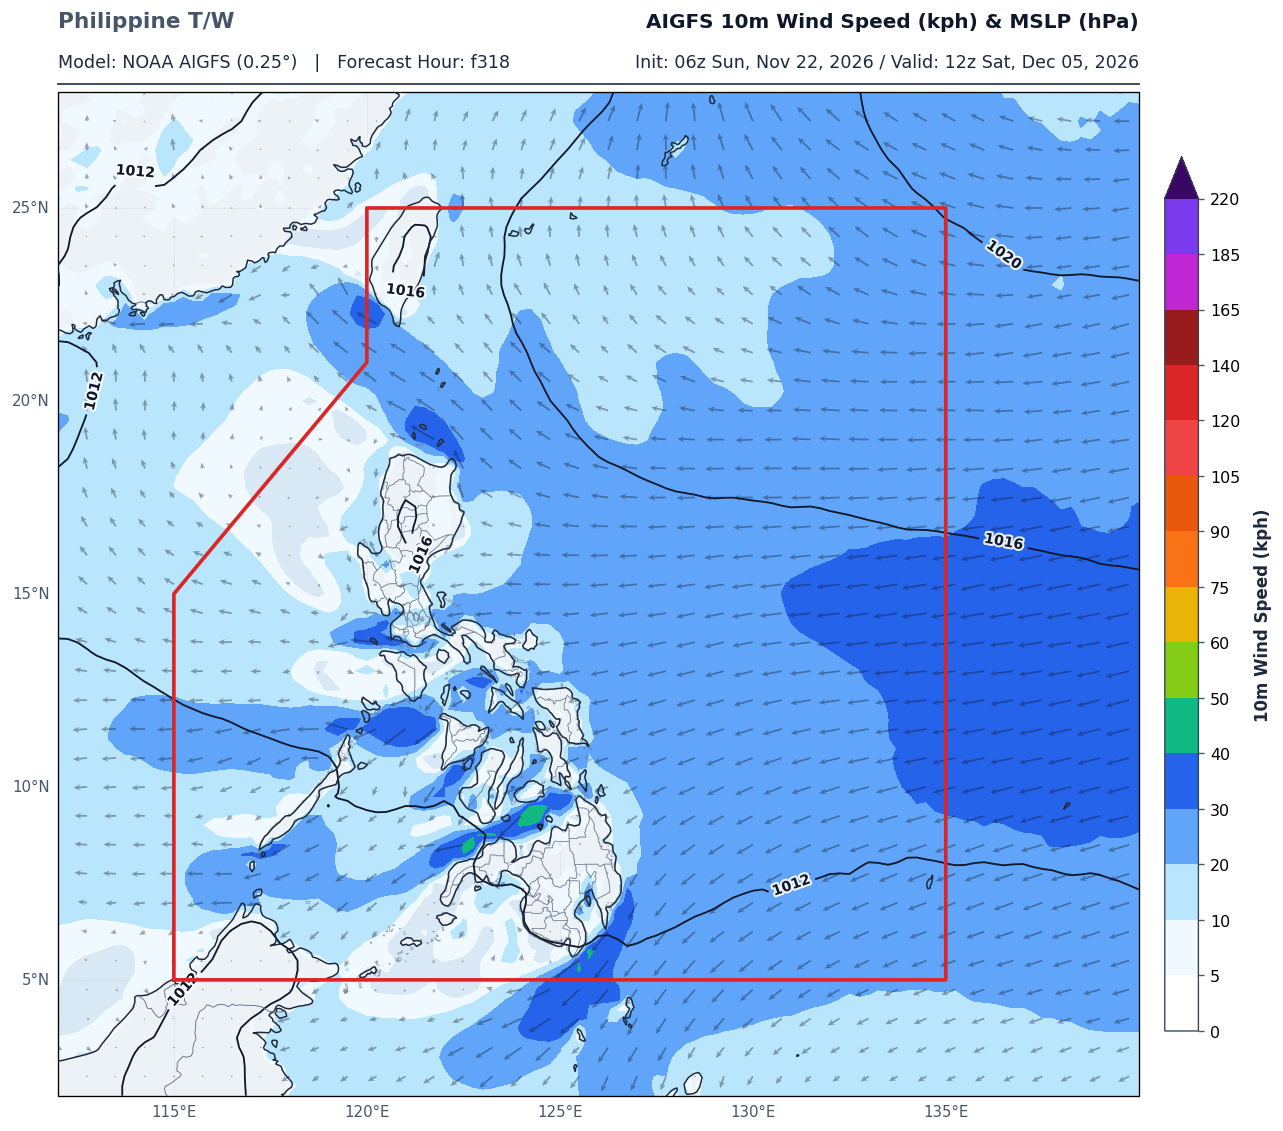 Philippine T/W
AIGFS 10m Wind Speed (kph) & MSLP (hPa)
Model: NOAA AIGFS (0.25°) | Forecast Hour: f318
Init: 06z Sun, Nov 22, 2026 / Valid: 12z Sat, Dec 05, 2026
1012
1020
1016
1012
1016
1016
1012
1012
25°N
20°N
15°N
10°N
5°N
115°E
120°E
125°E
130°E
135°E
220
185
165
140
120
105
90
75
60
50
40
30
20
10
5
0
10m Wind Speed (kph)